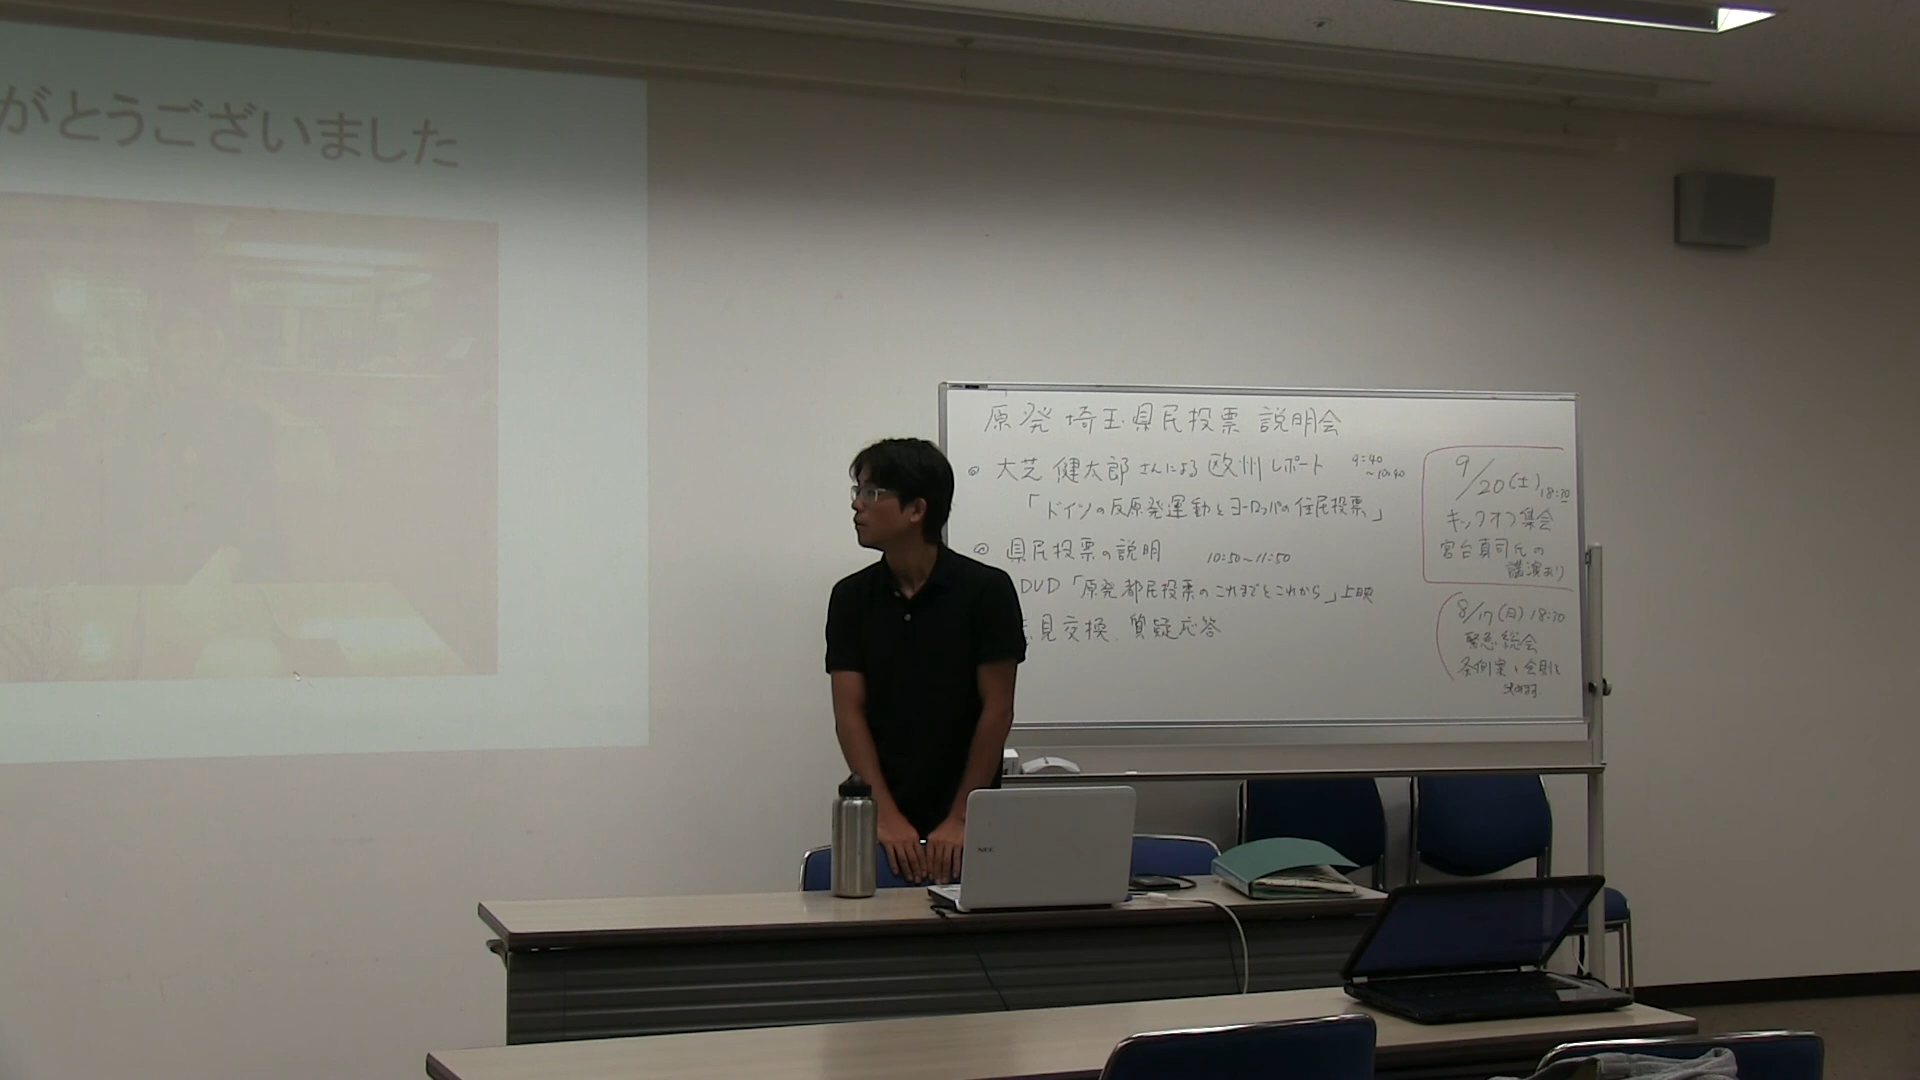 がとうございました
原発埼玉県民投票 説明会
◎ 大芝健太郎さんによる欧州レポート 9:40～10:40
「ドイツの反原発運動とヨーロッパの住民投票」
◎ 県民投票の説明 10:50～11:50
DVD「原発都民投票のこれまでとこれから」上映
見交換、質疑応答
9/20(土) 18:30
キックオフ集会
宮台真司氏の
講演あり
8/17(月) 18:30
緊急総会
条例案と会則を
NEC